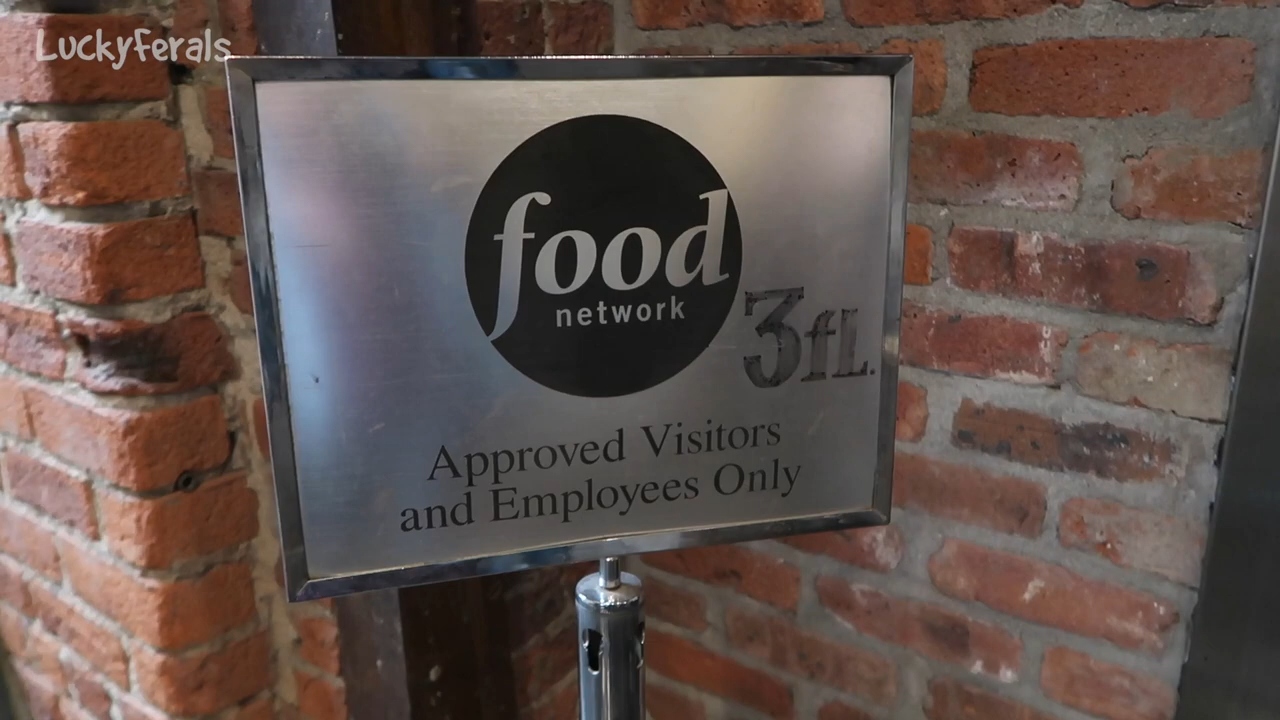 LuckyFerals
food
network
3fL.
Approved Visitors
and Employees Only